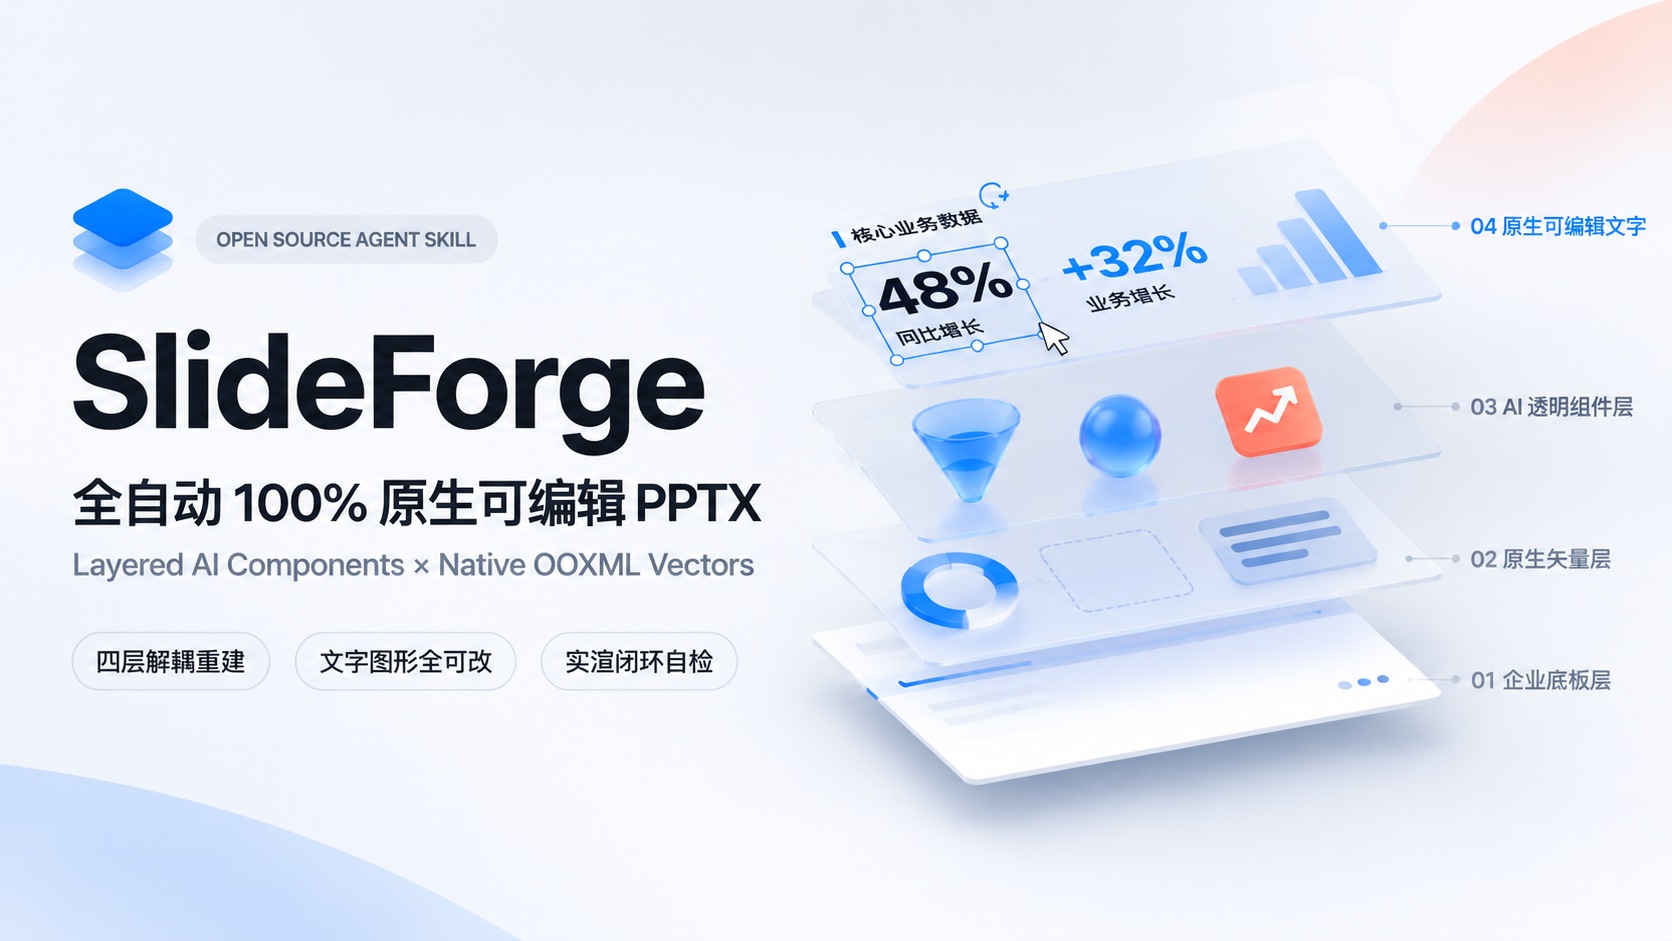 OPEN SOURCE AGENT SKILL
SlideForge
全自动 100% 原生可编辑 PPTX
Layered AI Components × Native OOXML Vectors
四层解耦重建
文字图形全可改
实渲闭环自检
核心业务数据
48%
同比增长
+32%
业务增长
04 原生可编辑文字
03 AI 透明组件层
02 原生矢量层
01 企业底板层